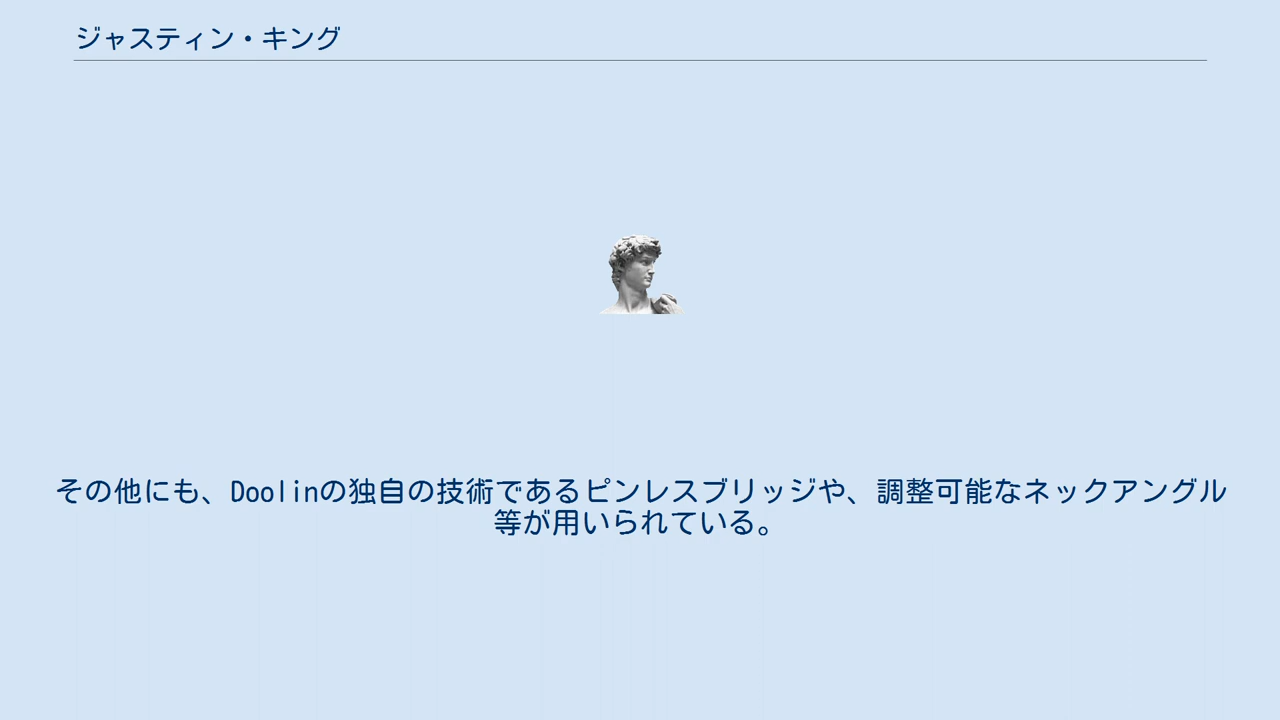 ジャスティン・キング
その他にも、Doolinの独自の技術であるピンレスブリッジや、調整可能なネックアングル
等が用いられている。